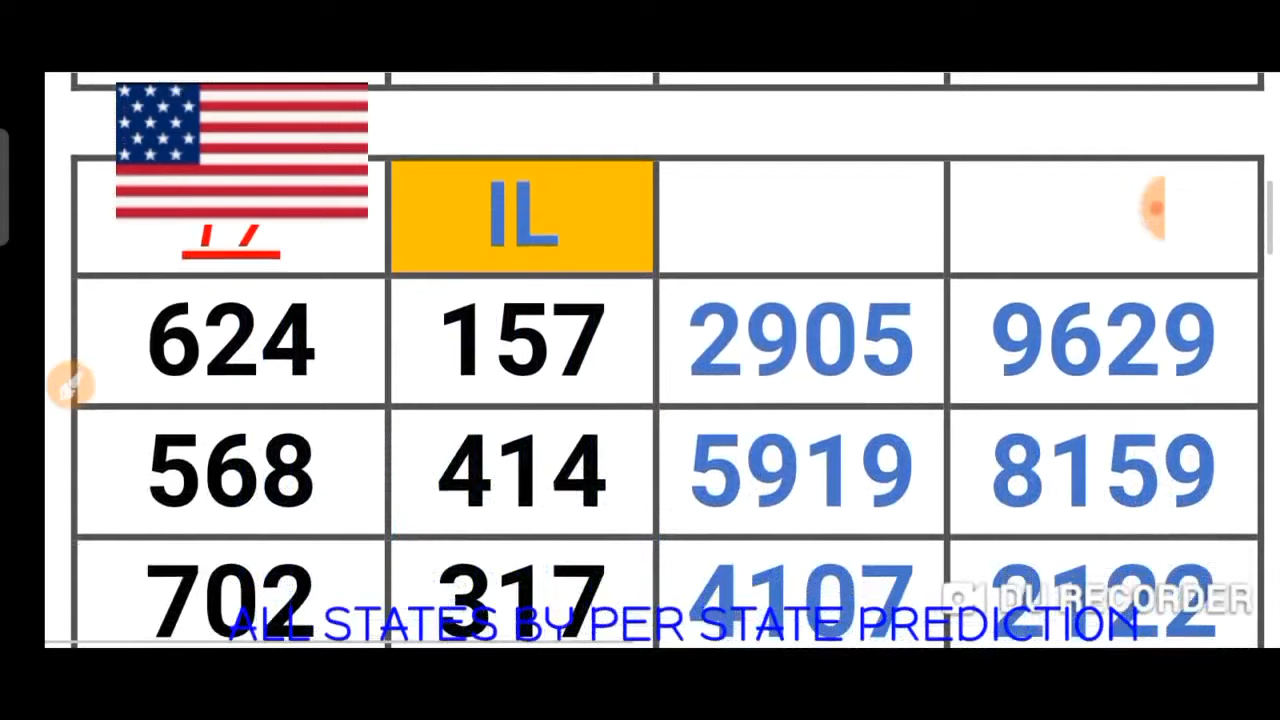 IL
624 157 2905 9629
568 414 5919 8159
702 317 4107 2122
DU RECORDER
ALL STATES BY PER STATE PREDICTION